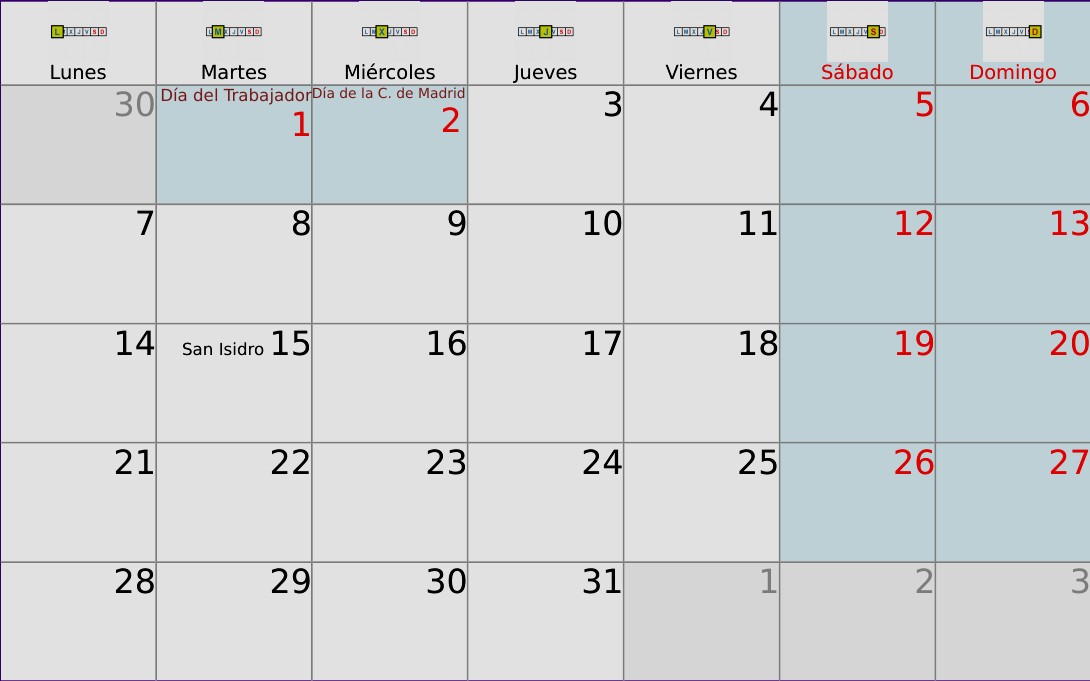 L M X J V S D
L M X J V S D
L M X J V S D
L M X J V S D
L M X J V S D
L M X J V S D
L M X J V S D
Lunes Martes Miércoles Jueves Viernes Sábado Domingo
Día del Trabajador Día de la C. de Madrid
30 1 2 3 4 5 6
7 8 9 10 11 12 13
14 San Isidro 15 16 17 18 19 20
21 22 23 24 25 26 27
28 29 30 31 1 2 3